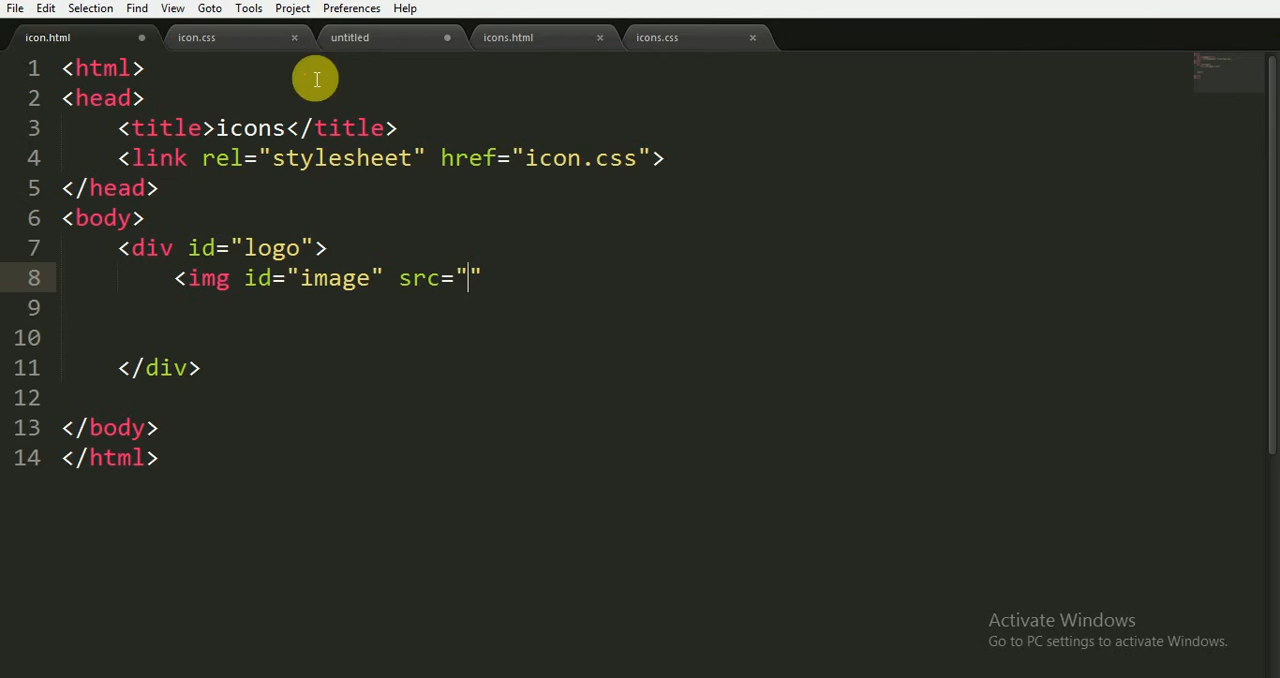 File Edit Selection Find View Goto Tools Project Preferences Help
icon.html icon.css untitled icons.html icons.css
1 <html>
2 <head>
3 <title>icons</title>
4 <link rel="stylesheet" href="icon.css">
5 </head>
6 <body>
7 <div id="logo">
8 <img id="image" src=""
9
10
11 </div>
12
13 </body>
14 </html>
Activate Windows
Go to PC settings to activate Windows.